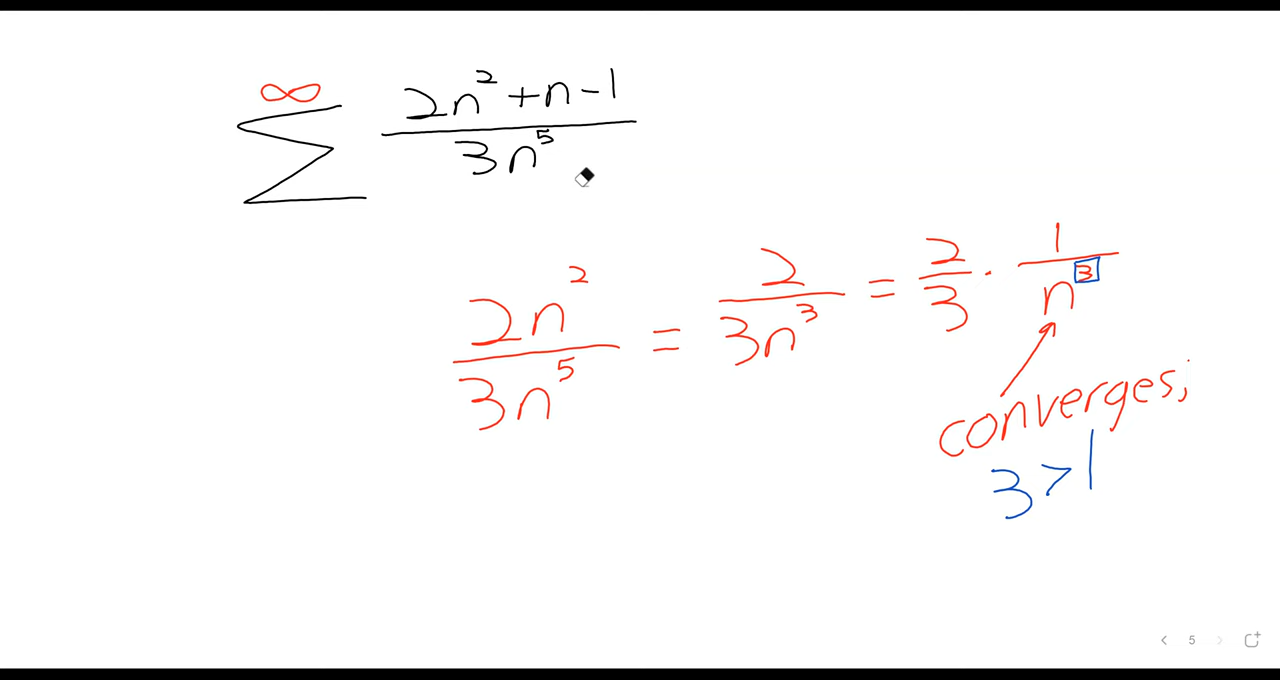 ∞
∑ (2n² + n - 1)/(3n⁵)
2n²/3n⁵ = 2/3n³ = 2/3 · 1/n³
converges;
3 > 1
5